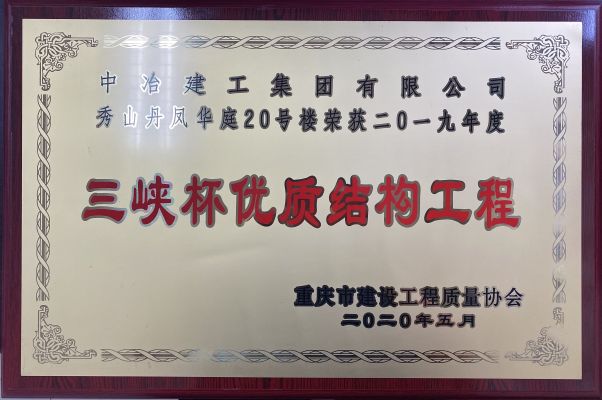 中冶建工集团有限公司
秀山丹凤华庭20号楼荣获二〇一九年度
三峡杯优质结构工程
重庆市建设工程质量协会
二〇二〇年五月